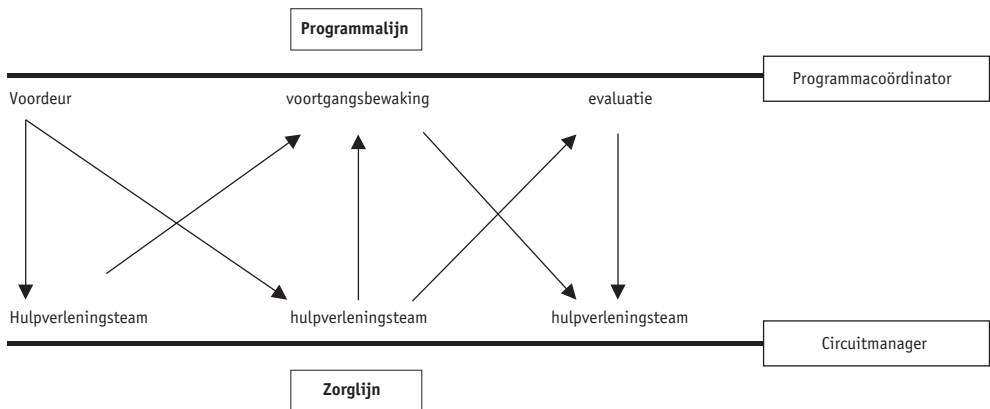 Programmalijn
Programmacoördinator
Voordeur voortgangsbewaking evaluatie
Hulpverleningsteam hulpverleningsteam hulpverleningsteam
Circuitmanager
Zorglijn